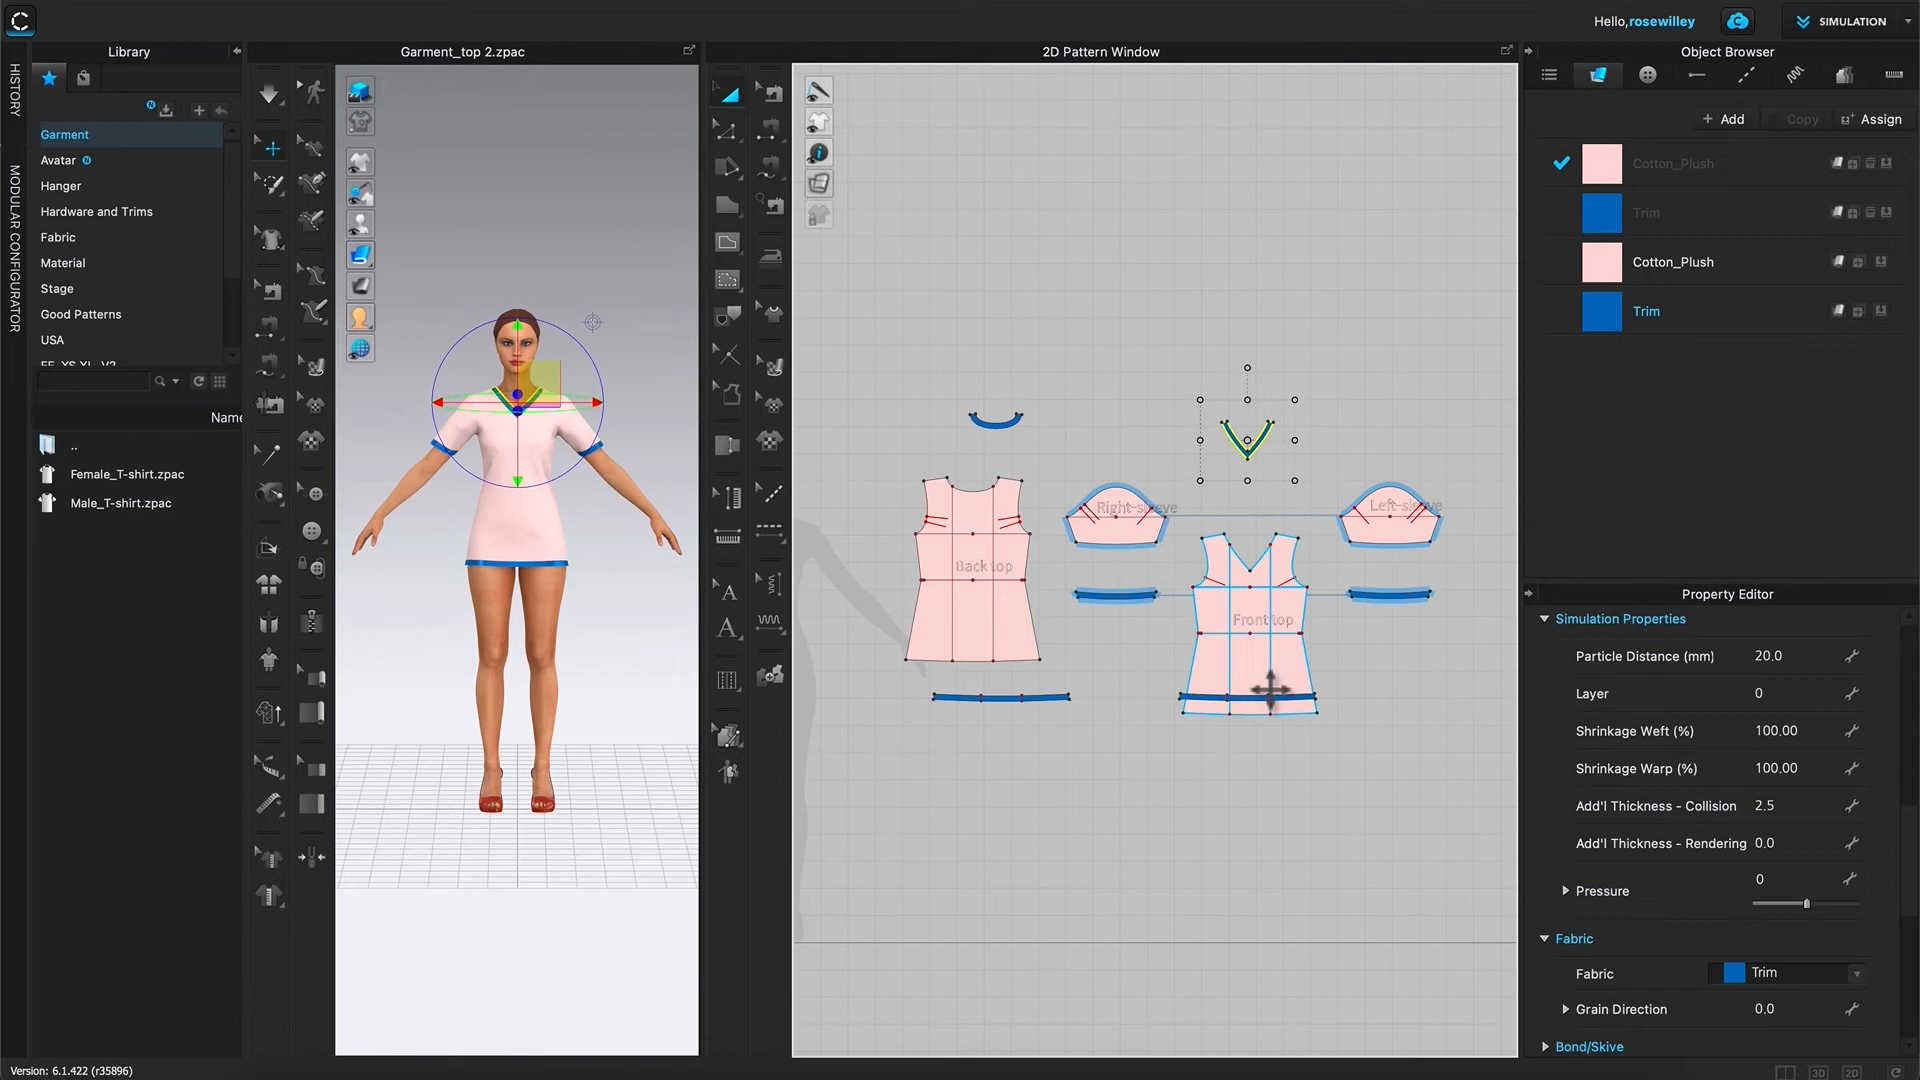 Hello,rosewilley
SIMULATION
Library
Garment_top 2.zpac
2D Pattern Window
Object Browser
HISTORY
MODULAR CONFIGURATOR
Garment
Avatar
Hanger
Hardware and Trims
Fabric
Material
Stage
Good Patterns
USA
Name
..
Female_T-shirt.zpac
Male_T-shirt.zpac
Back top
Right-sleeve
Left-sleeve
Front top
+ Add
Copy
Assign
Cotton_Plush
Trim
Cotton_Plush
Trim
Property Editor
Simulation Properties
Particle Distance (mm) 20.0
Layer 0
Shrinkage Weft (%) 100.00
Shrinkage Warp (%) 100.00
Add'l Thickness - Collision 2.5
Add'l Thickness - Rendering 0.0
Pressure 0
Fabric
Fabric Trim
Grain Direction 0.0
Bond/Skive
Version: 6.1.422 (r35896)
3D
2D